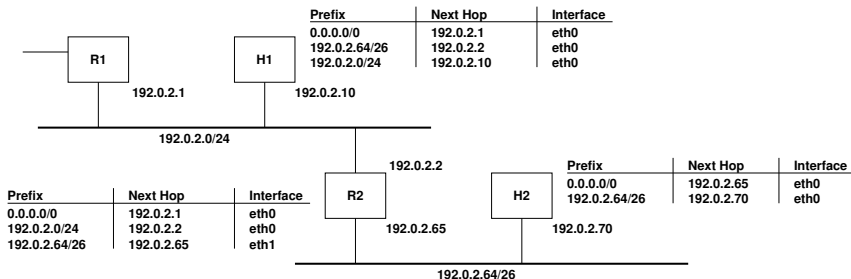 Prefix Next Hop Interface
0.0.0.0/0 192.0.2.1 eth0
192.0.2.64/26 192.0.2.2 eth0
192.0.2.0/24 192.0.2.10 eth0
R1
H1
192.0.2.1
192.0.2.10
192.0.2.0/24
192.0.2.2
Prefix Next Hop Interface
0.0.0.0/0 192.0.2.65 eth0
192.0.2.64/26 192.0.2.70 eth0
R2
H2
Prefix Next Hop Interface
0.0.0.0/0 192.0.2.1 eth0
192.0.2.0/24 192.0.2.2 eth0
192.0.2.64/26 192.0.2.65 eth1
192.0.2.65
192.0.2.70
192.0.2.64/26